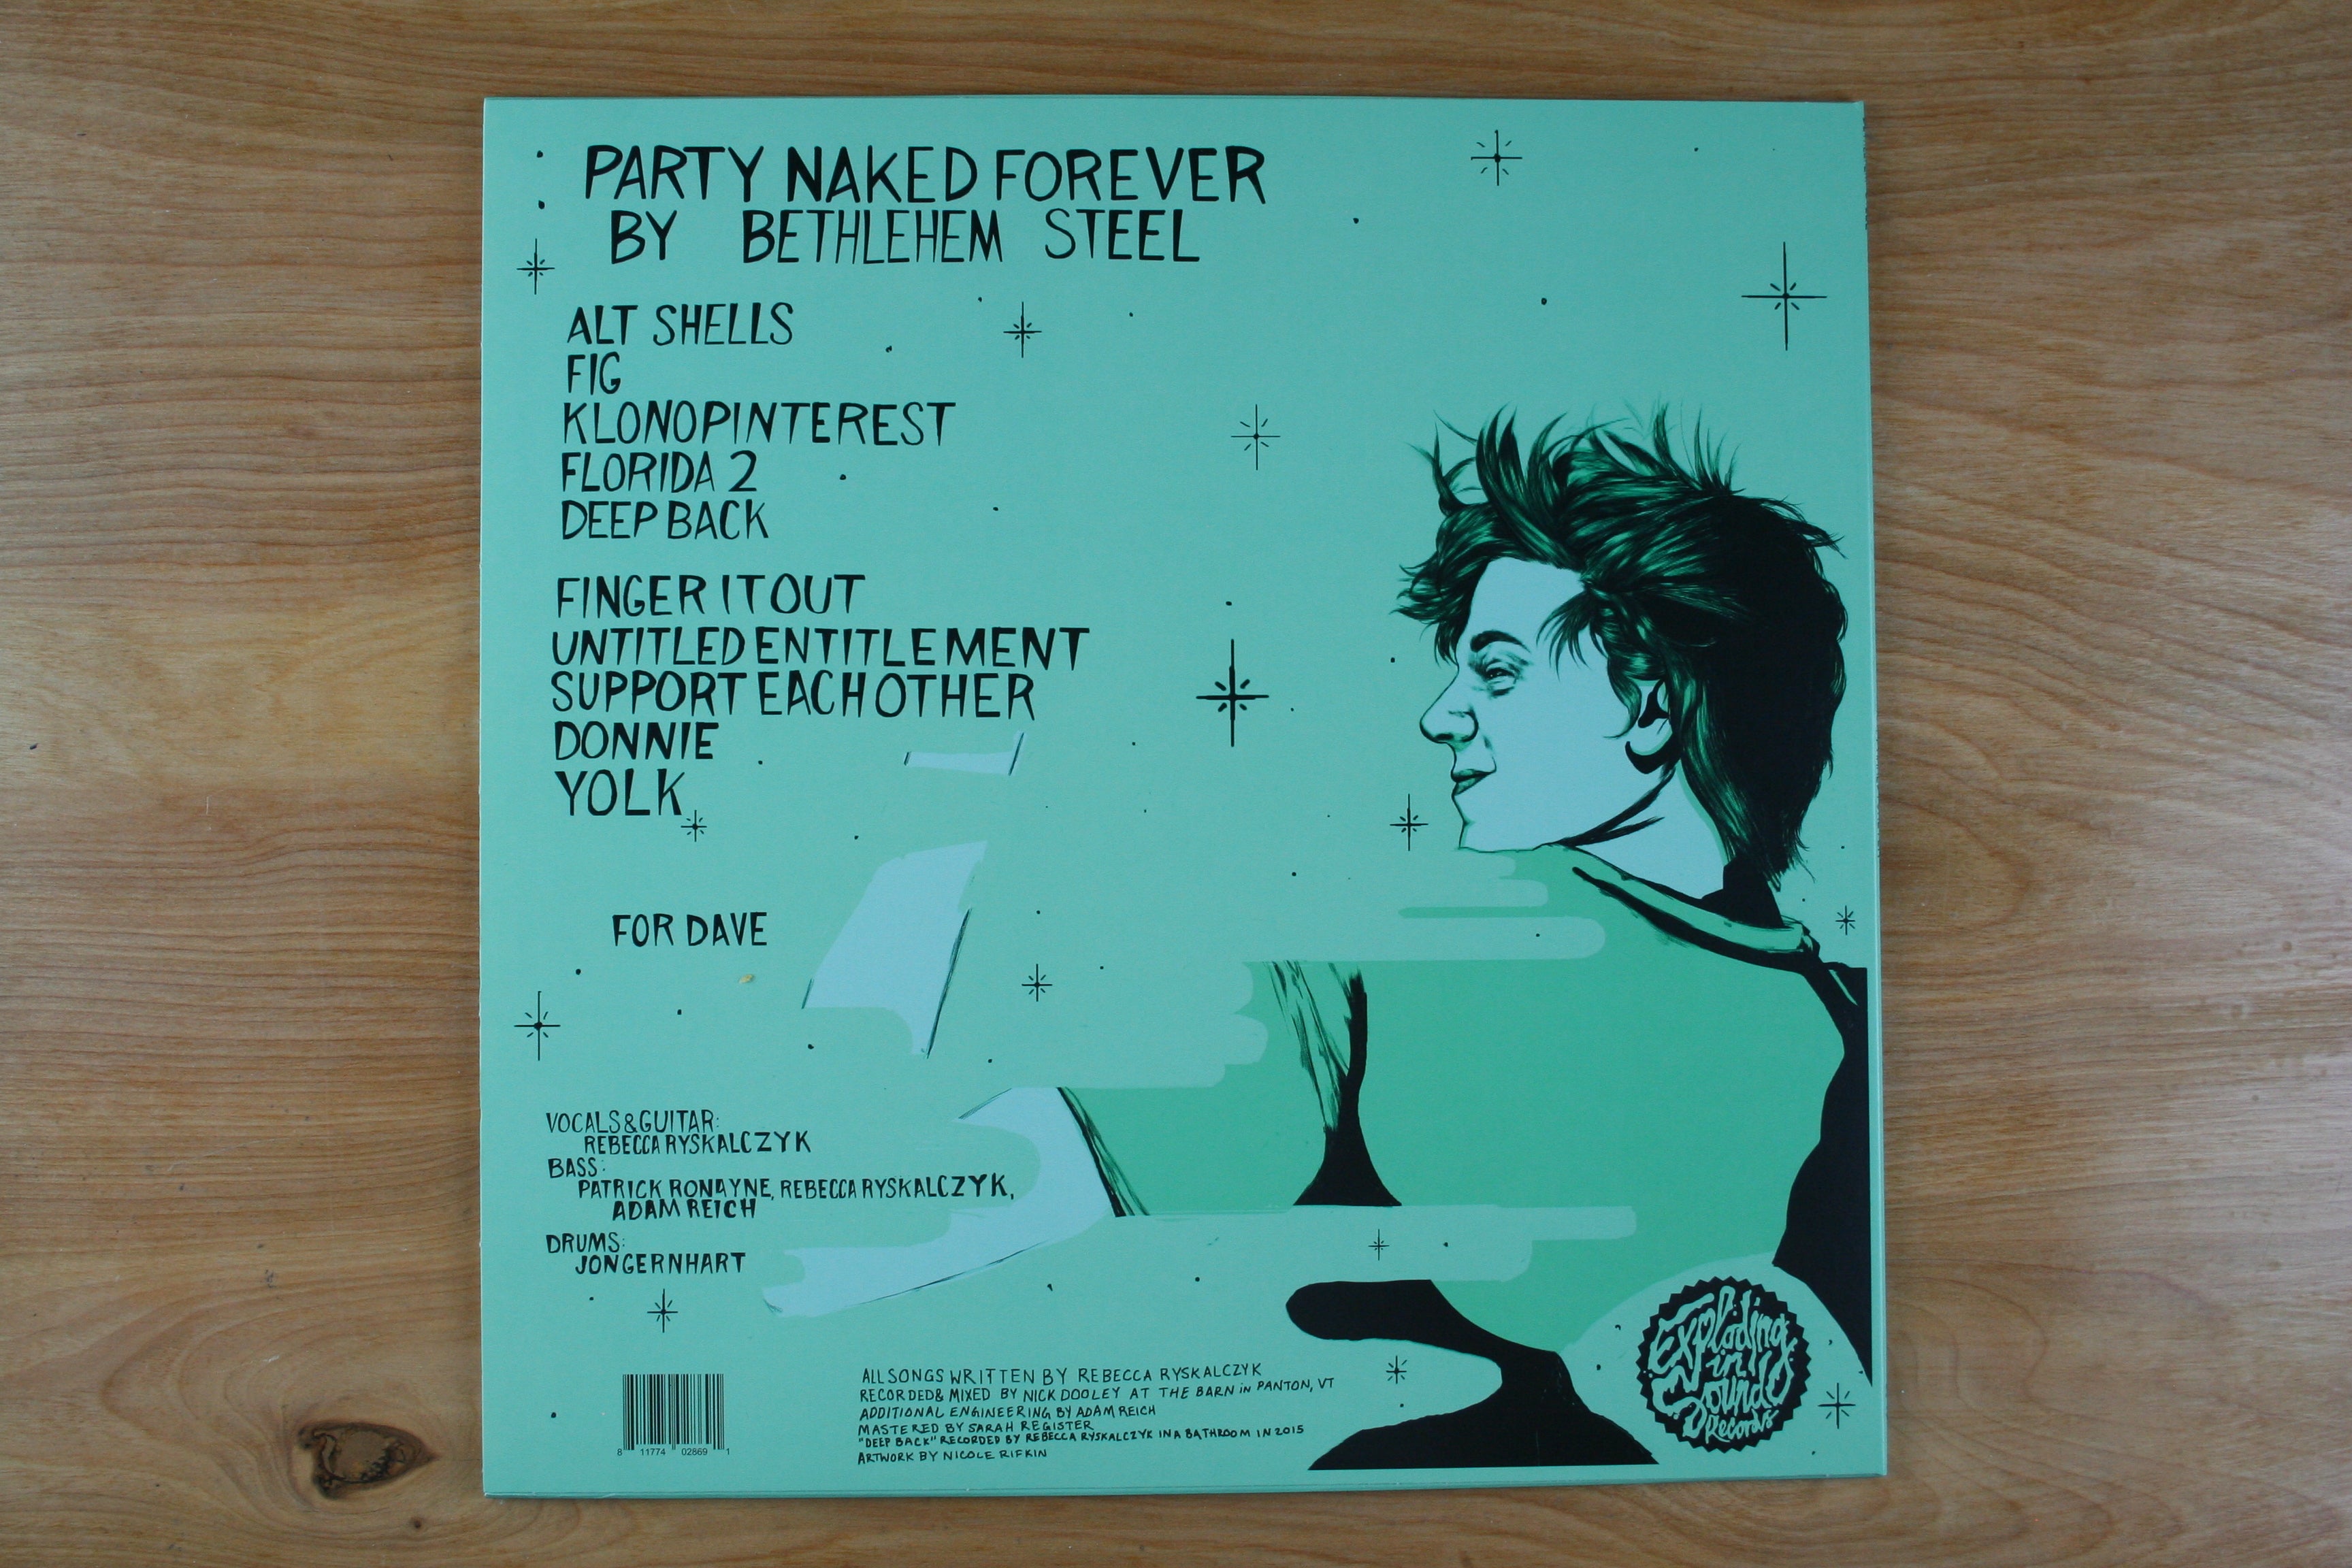 PARTY NAKED FOREVER
BY BETHLEHEM STEEL
ALT SHELLS
FIG
KLONOPINTEREST
FLORIDA 2
DEEP BACK
FINGER IT OUT
UNTITLED ENTITLEMENT
SUPPORT EACH OTHER
DONNIE
YOLK
FOR DAVE
VOCALS & GUITAR:
REBECCA RYSKALCZYK
BASS:
PATRICK RONAYNE, REBECCA RYSKALCZYK,
ADAM REICH
DRUMS:
JON GERNHART
ALL SONGS WRITTEN BY REBECCA RYSKALCZYK
RECORDED & MIXED BY NICK DOOLEY AT THE BARN in PANTON, VT
ADDITIONAL ENGINEERING BY ADAM REICH
MASTERED BY SARAH REGISTER
"DEEP BACK" RECORDED BY REBECCA RYSKALCZYK IN A BATHROOM IN 2015
ARTWORK BY NICOLE RIFKIN
8 11774 02869 1
Exploding
in
Sound
Records